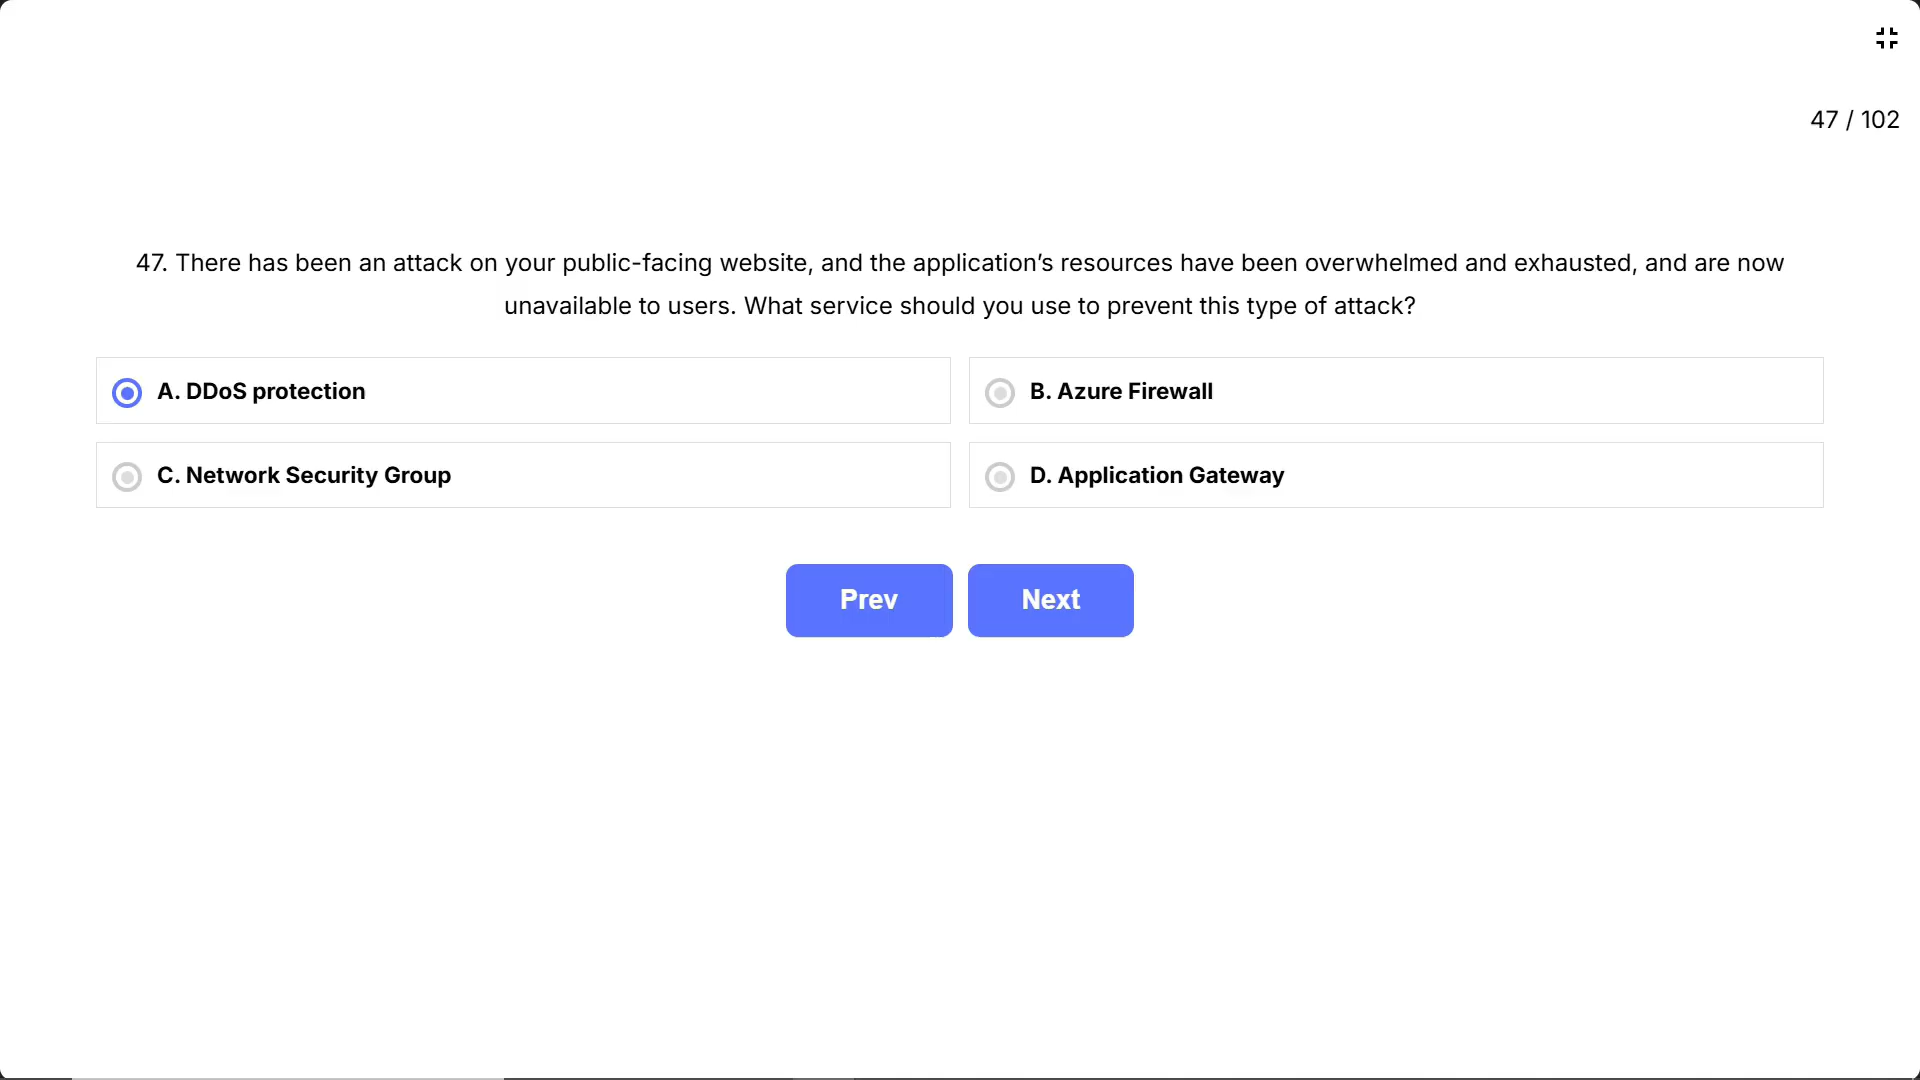 47 / 102
47. There has been an attack on your public-facing website, and the application’s resources have been overwhelmed and exhausted, and are now
unavailable to users. What service should you use to prevent this type of attack?
A. DDoS protection
B. Azure Firewall
C. Network Security Group
D. Application Gateway
Prev
Next